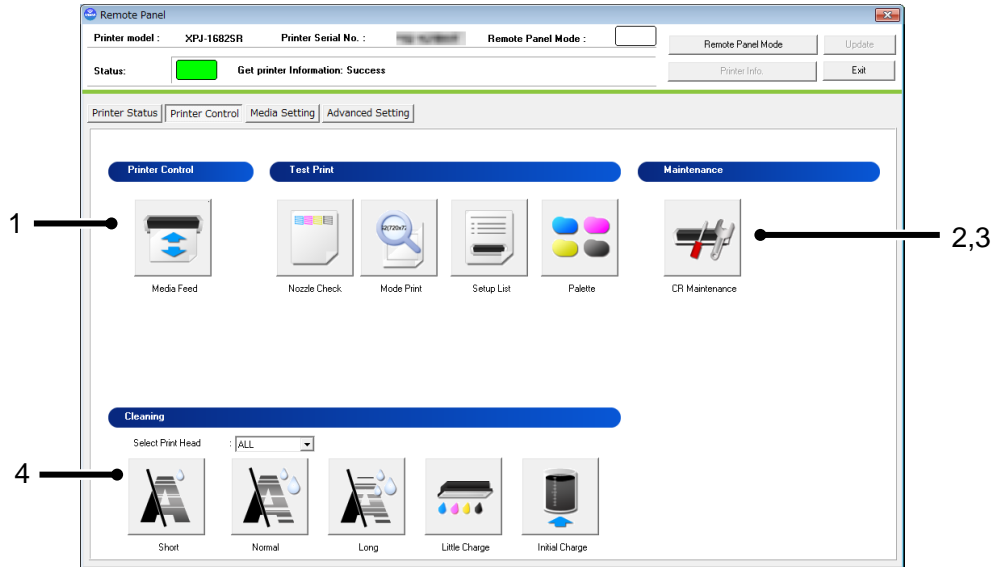 Remote Panel
Printer model : XPJ-1682SR Printer Serial No. : Remote Panel Mode :
Remote Panel Mode Update
Status: Get printer Information: Success
Printer Info. Exit
Printer Status Printer Control Media Setting Advanced Setting
Printer Control Test Print Maintenance
1
2,3
Media Feed Nozzle Check Mode Print Setup List Palette CR Maintenance
Cleaning
Select Print Head : ALL
4
Short Normal Long Little Charge Initial Charge